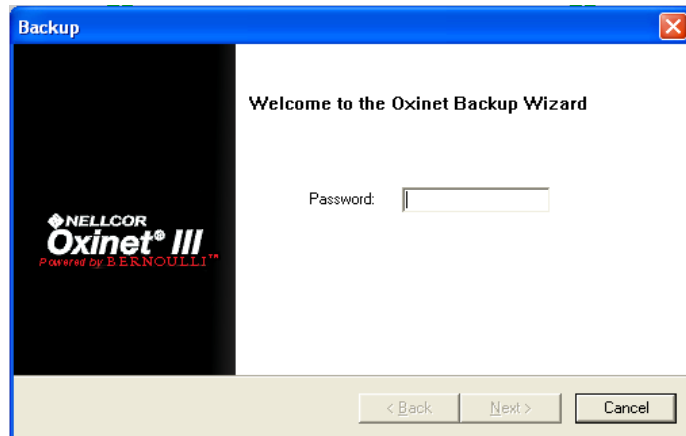 Backup
Welcome to the Oxinet Backup Wizard
Password:
NELLCOR
Oxinet® III
Powered by BERNOULLI™
< Back
Next >
Cancel